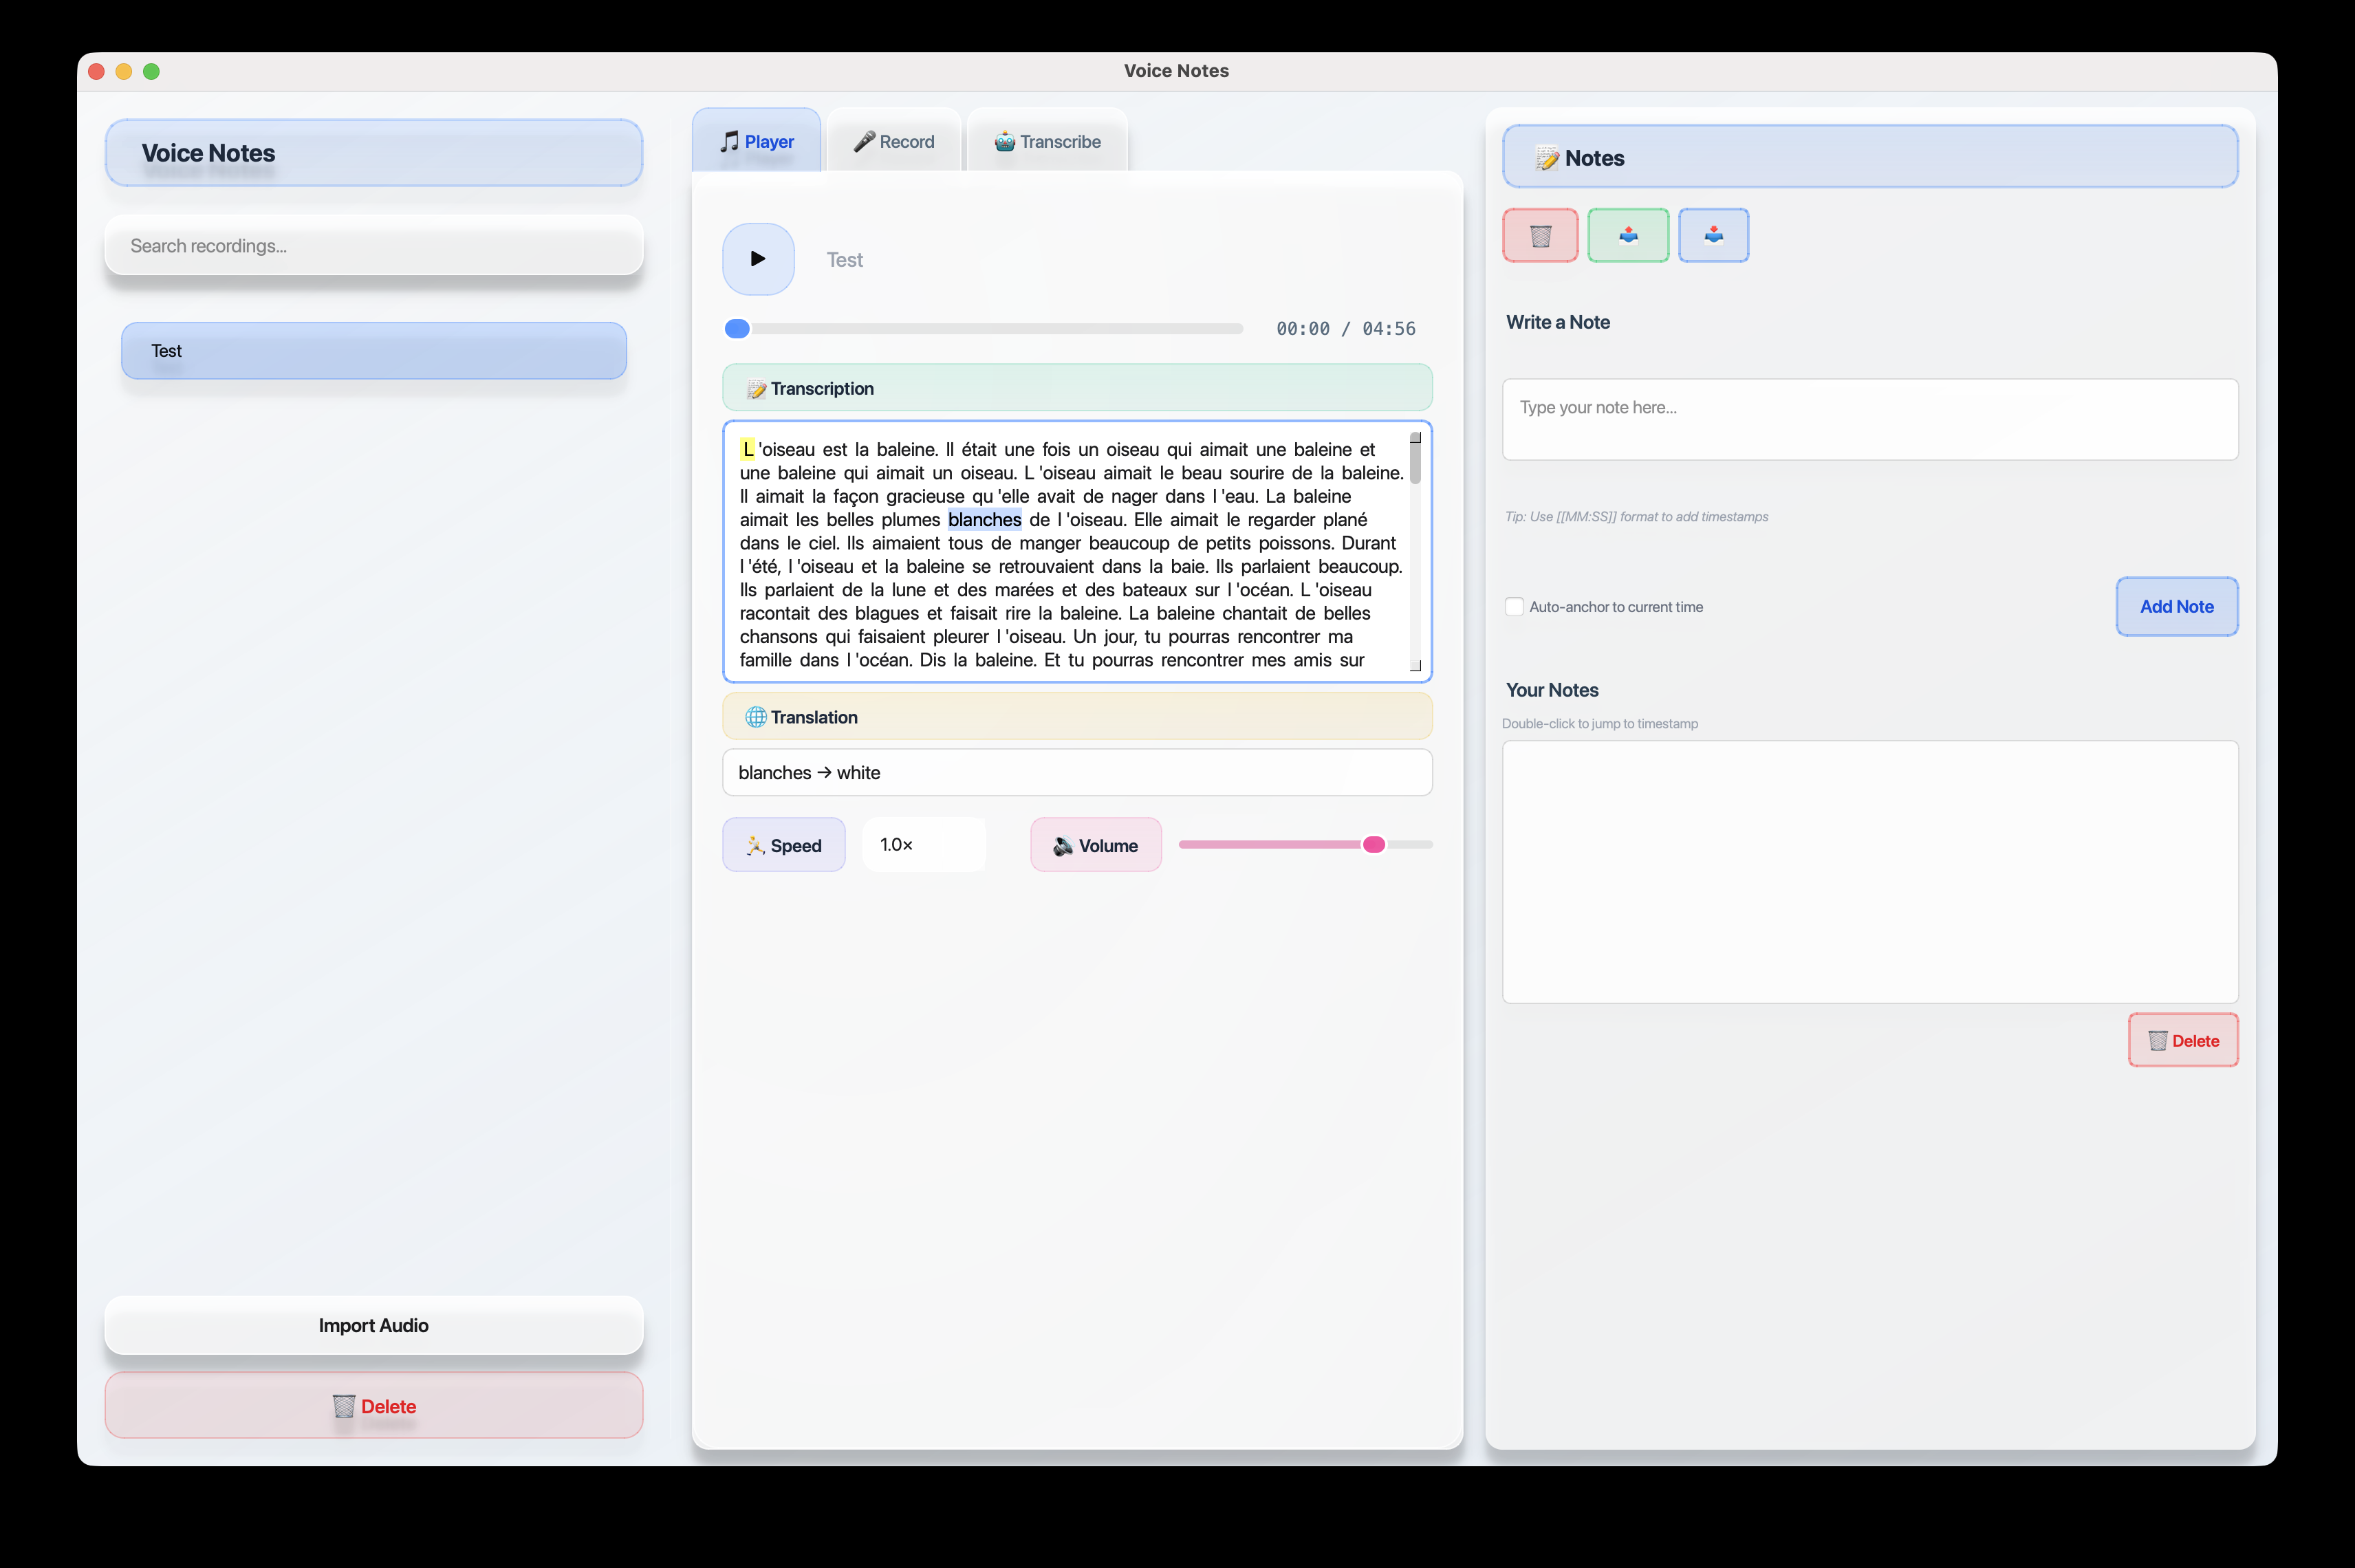 Voice Notes
Voice Notes
Search recordings...
Test
Import Audio
Delete
Player
Record
Transcribe
Test
00:00 / 04:56
Transcription
L 'oiseau est la baleine. Il était une fois un oiseau qui aimait une baleine et
une baleine qui aimait un oiseau. L 'oiseau aimait le beau sourire de la baleine.
Il aimait la façon gracieuse qu 'elle avait de nager dans l 'eau. La baleine
aimait les belles plumes blanches de l 'oiseau. Elle aimait le regarder plané
dans le ciel. Ils aimaient tous de manger beaucoup de petits poissons. Durant
l 'été, l 'oiseau et la baleine se retrouvaient dans la baie. Ils parlaient beaucoup.
Ils parlaient de la lune et des marées et des bateaux sur l 'océan. L 'oiseau
racontait des blagues et faisait rire la baleine. La baleine chantait de belles
chansons qui faisaient pleurer l 'oiseau. Un jour, tu pourras rencontrer ma
famille dans l 'océan. Dis la baleine. Et tu pourras rencontrer mes amis sur
Translation
blanches → white
Speed
1.0×
Volume
Notes
Write a Note
Type your note here...
Tip: Use [[MM:SS]] format to add timestamps
Auto-anchor to current time
Add Note
Your Notes
Double-click to jump to timestamp
Delete